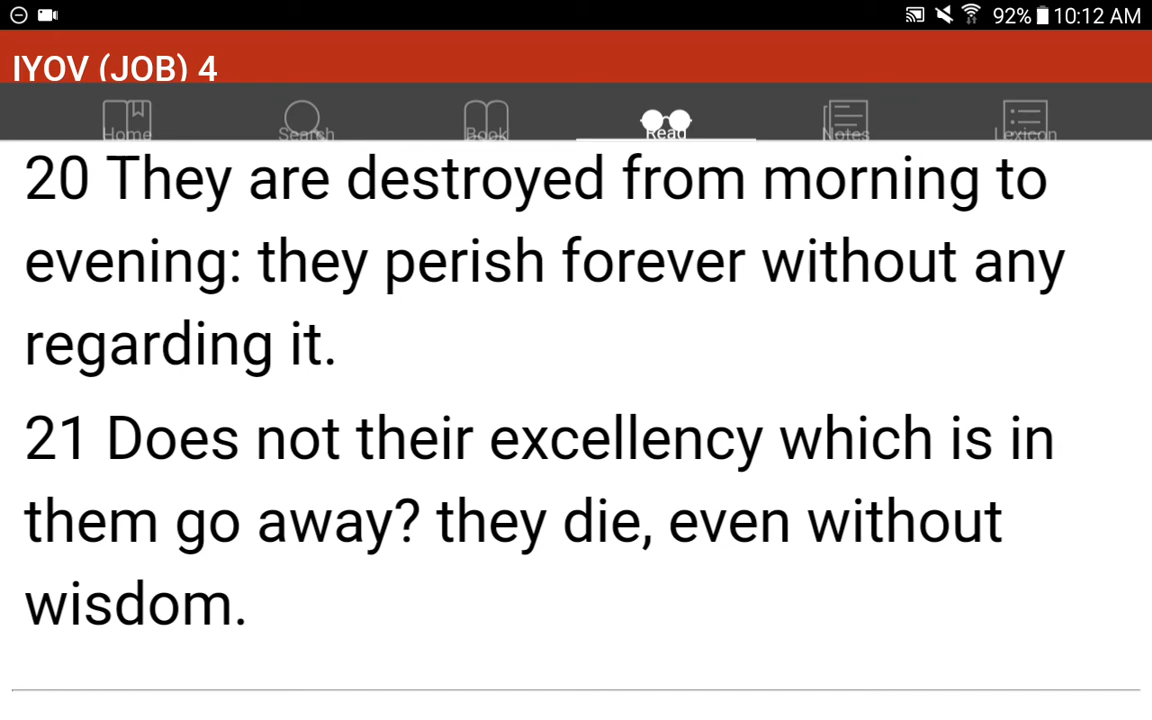 92% 10:12 AM
IYOV (JOB) 4
Home Search Book Read Notes Lexicon
20 They are destroyed from morning to
evening: they perish forever without any
regarding it.
21 Does not their excellency which is in
them go away? they die, even without
wisdom.